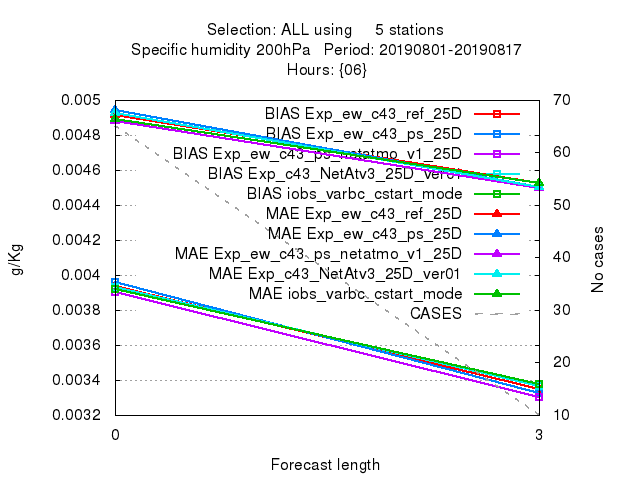 Selection: ALL using     5 stations
Specific humidity 200hPa   Period: 20190801-20190817
Hours: {06}
0.005
0.0048
0.0046
0.0044
0.0042
0.004
0.0038
0.0036
0.0034
0.0032
g/Kg
BIAS Exp_ew_c43_ref_25D
BIAS Exp_ew_c43_ps_25D
BIAS Exp_ew_c43_ps_netatmo_v1_25D
BIAS Exp_c43_NetAtv3_25D_ver01
BIAS iobs_varbc_cstart_mode
MAE Exp_ew_c43_ref_25D
MAE Exp_ew_c43_ps_25D
MAE Exp_ew_c43_ps_netatmo_v1_25D
MAE Exp_c43_NetAtv3_25D_ver01
MAE iobs_varbc_cstart_mode
CASES
70
60
50
40
30
20
10
No cases
0
3
Forecast length